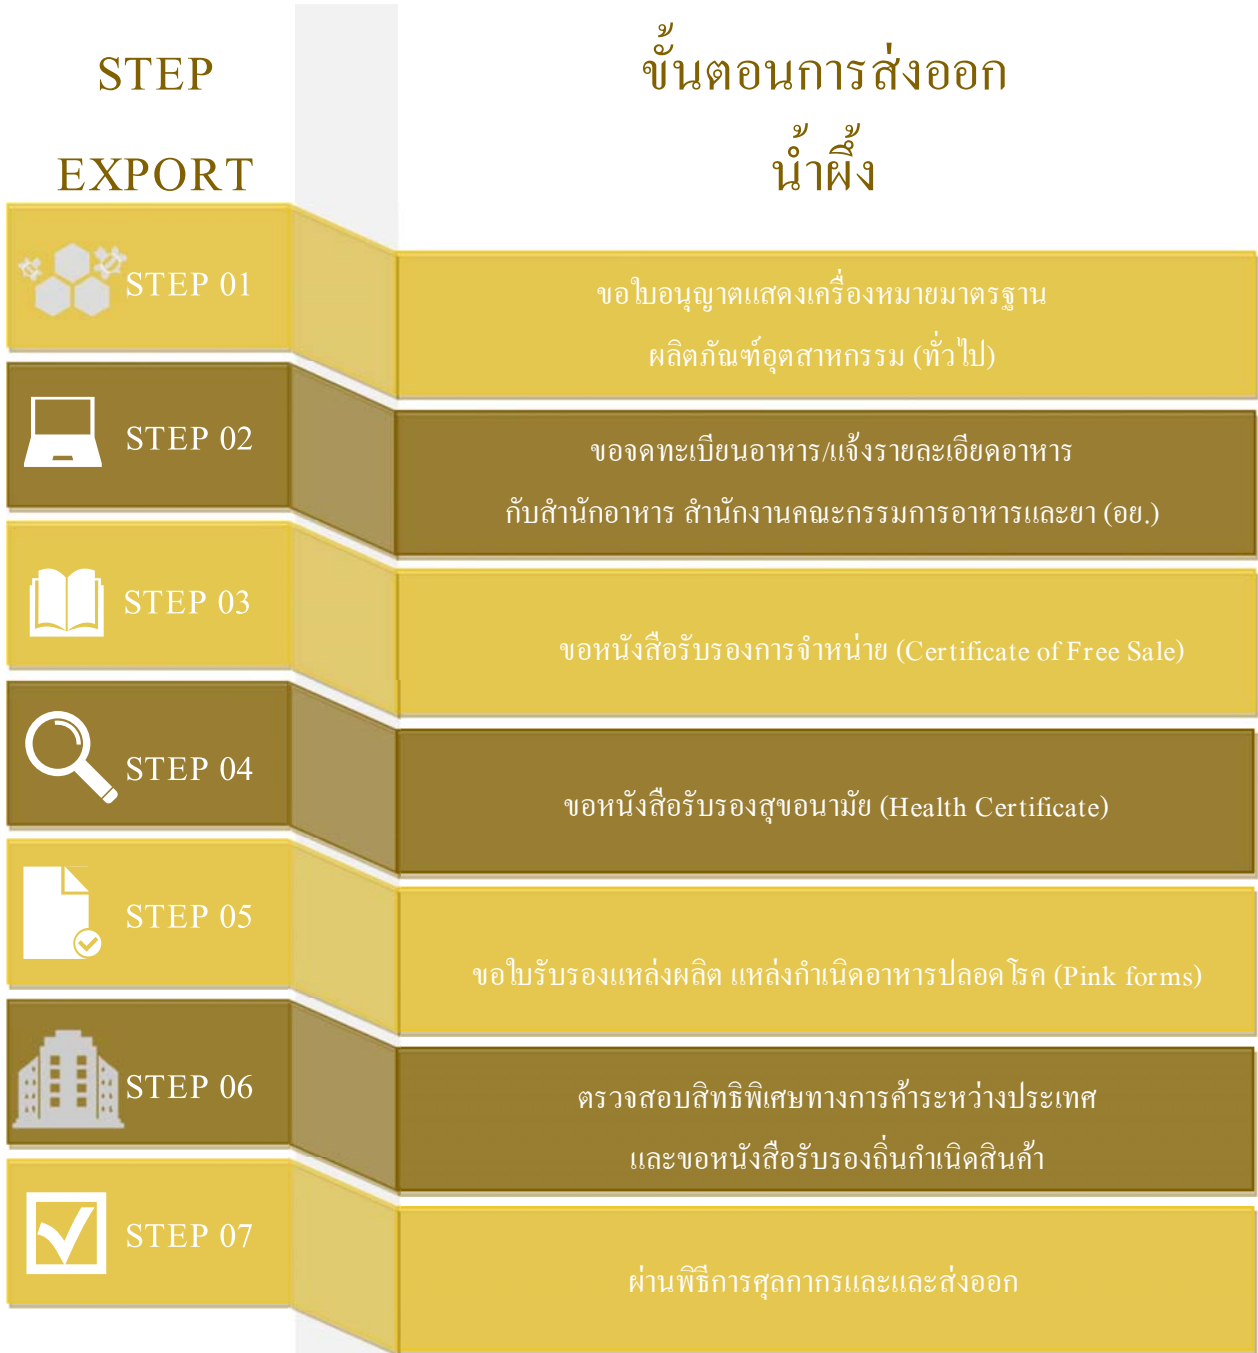 STEP
EXPORT
ขั้นตอนการส่งออก
น้ำผึ้ง
STEP 01
ขอใบอนุญาตแสดงเครื่องหมายมาตรฐาน
ผลิตภัณฑ์อุตสาหกรรม (ทั่วไป)
STEP 02
ขอจดทะเบียนอาหาร/แจ้งรายละเอียดอาหาร
กับสำนักอาหาร สำนักงานคณะกรรมการอาหารและยา (อย.)
STEP 03
ขอหนังสือรับรองการจำหน่าย (Certificate of Free Sale)
STEP 04
ขอหนังสือรับรองสุขอนามัย (Health Certificate)
STEP 05
ขอใบรับรองแหล่งผลิต แหล่งกำเนิดอาหารปลอดโรค (Pink forms)
STEP 06
ตรวจสอบสิทธิพิเศษทางการค้าระหว่างประเทศ
และขอหนังสือรับรองถิ่นกำเนิดสินค้า
STEP 07
ผ่านพิธีการศุลกากรและและส่งออก